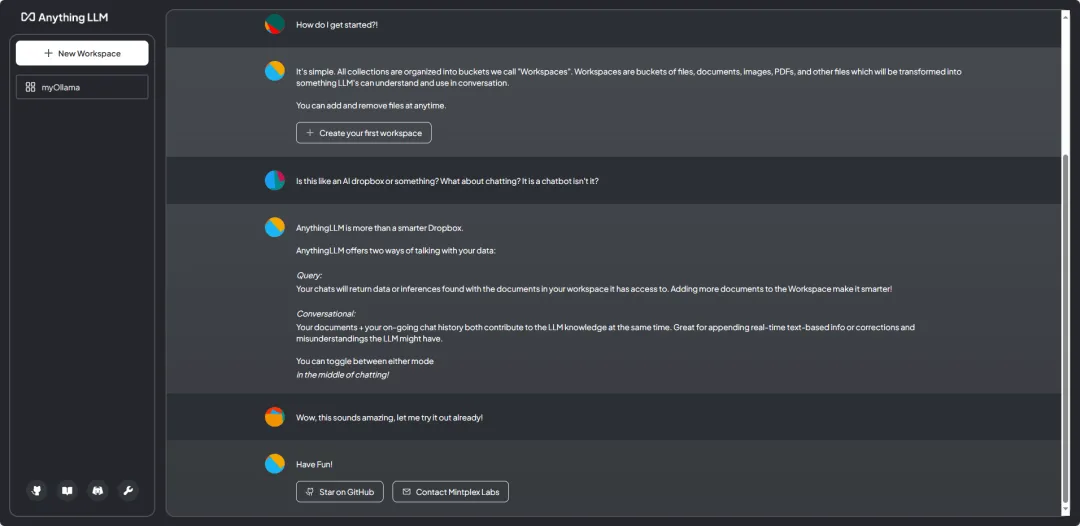 Anything LLM
New Workspace
myOllama
How do I get started?!
It's simple. All collections are organized into buckets we call "Workspaces". Workspaces are buckets of files, documents, images, PDFs, and other files which will be transformed into
something LLM's can understand and use in conversation.
You can add and remove files at anytime.
Create your first workspace
Is this like an AI dropbox or something? What about chatting? It is a chatbot isn't it?
AnythingLLM is more than a smarter Dropbox.
AnythingLLM offers two ways of talking with your data:
Query:
Your chats will return data or inferences found with the documents in your workspace it has access to. Adding more documents to the Workspace make it smarter!
Conversational:
Your documents + your on-going chat history both contribute to the LLM knowledge at the same time. Great for appending real-time text-based info or corrections and
misunderstandings the LLM might have.
You can toggle between either mode
in the middle of chatting!
Wow, this sounds amazing, let me try it out already!
Have Fun!
Star on GitHub
Contact Mintplex Labs